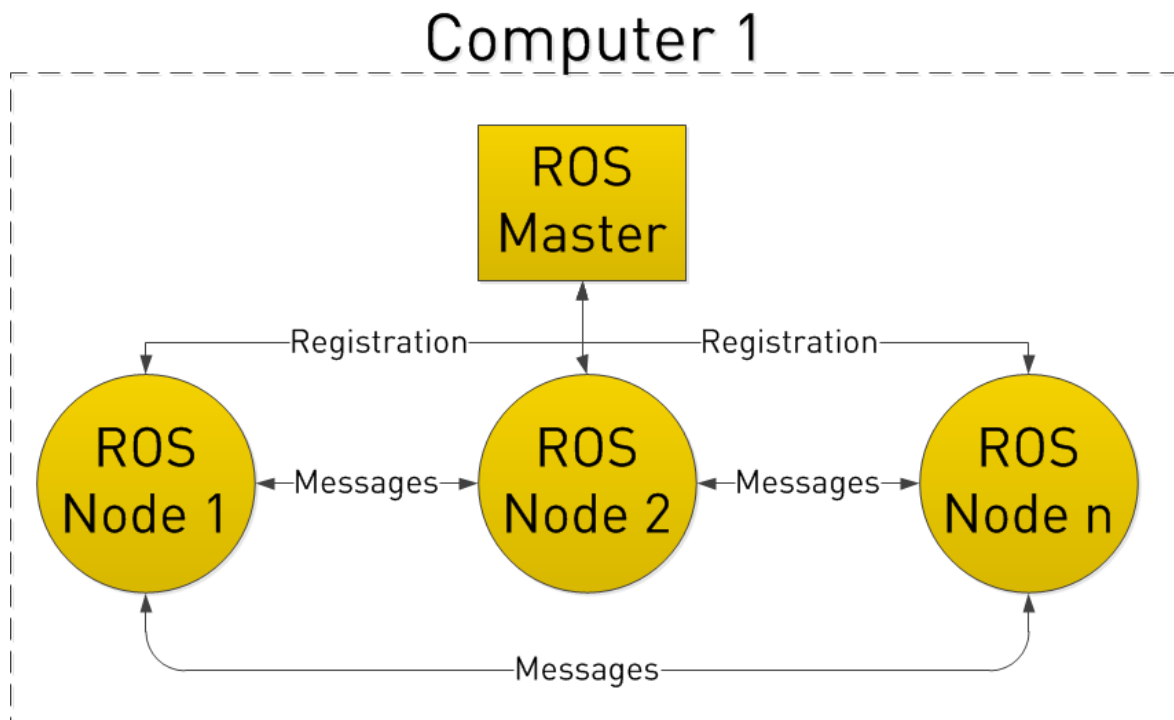 Computer 1
ROS
Master
Registration
Registration
ROS
Node 1
Messages
ROS
Node 2
Messages
ROS
Node n
Messages